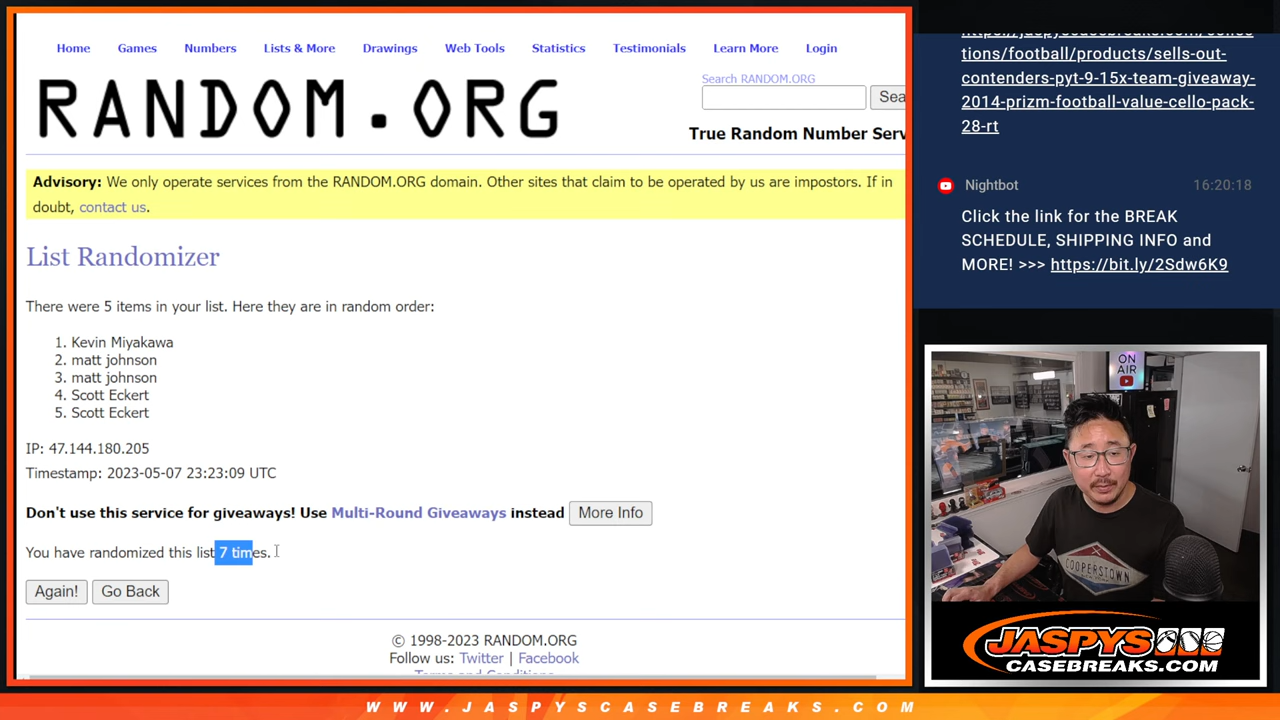 Home Games Numbers Lists & More Drawings Web Tools Statistics Testimonials Learn More Login
RANDOM.ORG
Search RANDOM.ORG
Sea
True Random Number Serv
Advisory: We only operate services from the RANDOM.ORG domain. Other sites that claim to be operated by us are impostors. If in
doubt, contact us.
List Randomizer
There were 5 items in your list. Here they are in random order:
1. Kevin Miyakawa
2. matt johnson
3. matt johnson
4. Scott Eckert
5. Scott Eckert
IP: 47.144.180.205
Timestamp: 2023-05-07 23:23:09 UTC
Don't use this service for giveaways! Use Multi-Round Giveaways instead More Info
You have randomized this list 7 times.
Again! Go Back
© 1998-2023 RANDOM.ORG
Follow us: Twitter | Facebook
Terms and Conditions
tions/football/products/sells-out-
contenders-pyt-9-15x-team-giveaway-
2014-prizm-football-value-cello-pack-
28-rt
Nightbot 16:20:18
Click the link for the BREAK
SCHEDULE, SHIPPING INFO and
MORE! >>> https://bit.ly/2Sdw6K9
ON
AIR
COOPERSTOWN
JASPYS
CASEBREAKS.COM
WWW.JASPYSCASEBREAKS.COM